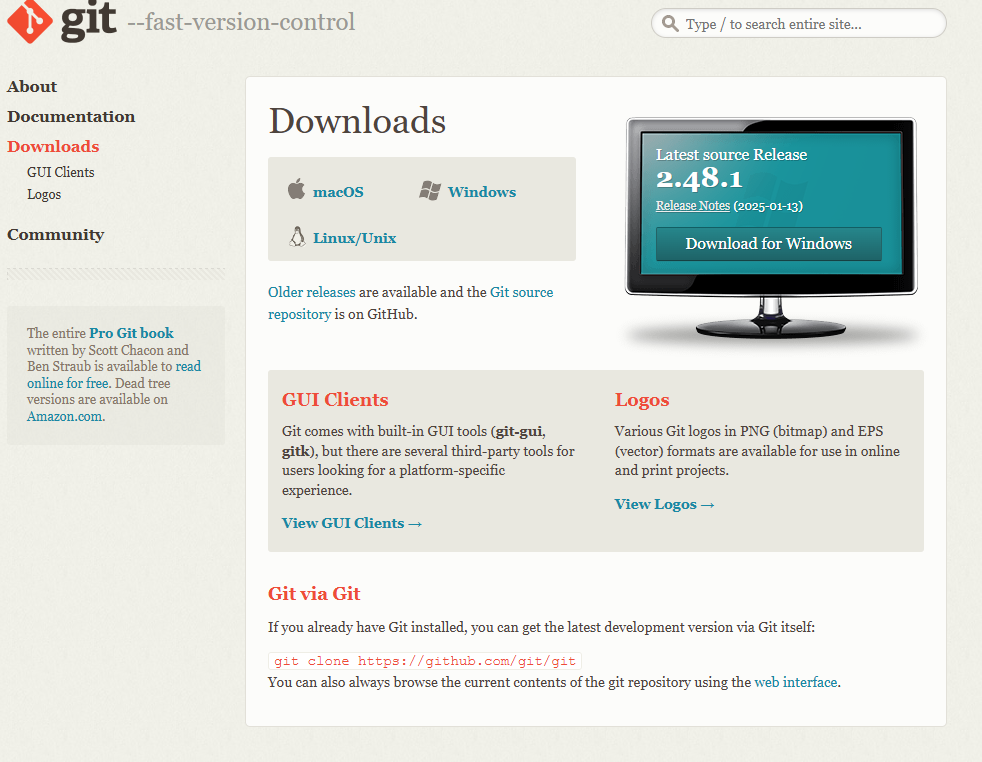 git --fast-version-control
Type / to search entire site...
About
Documentation
Downloads
GUI Clients
Logos
Community
The entire Pro Git book
written by Scott Chacon and
Ben Straub is available to read
online for free. Dead tree
versions are available on
Amazon.com.
Downloads
macOS
Windows
Linux/Unix
Older releases are available and the Git source
repository is on GitHub.
Latest source Release
2.48.1
Release Notes (2025-01-13)
Download for Windows
GUI Clients
Git comes with built-in GUI tools (git-gui,
gitk), but there are several third-party tools for
users looking for a platform-specific
experience.
View GUI Clients →
Logos
Various Git logos in PNG (bitmap) and EPS
(vector) formats are available for use in online
and print projects.
View Logos →
Git via Git
If you already have Git installed, you can get the latest development version via Git itself:
git clone https://github.com/git/git
You can also always browse the current contents of the git repository using the web interface.